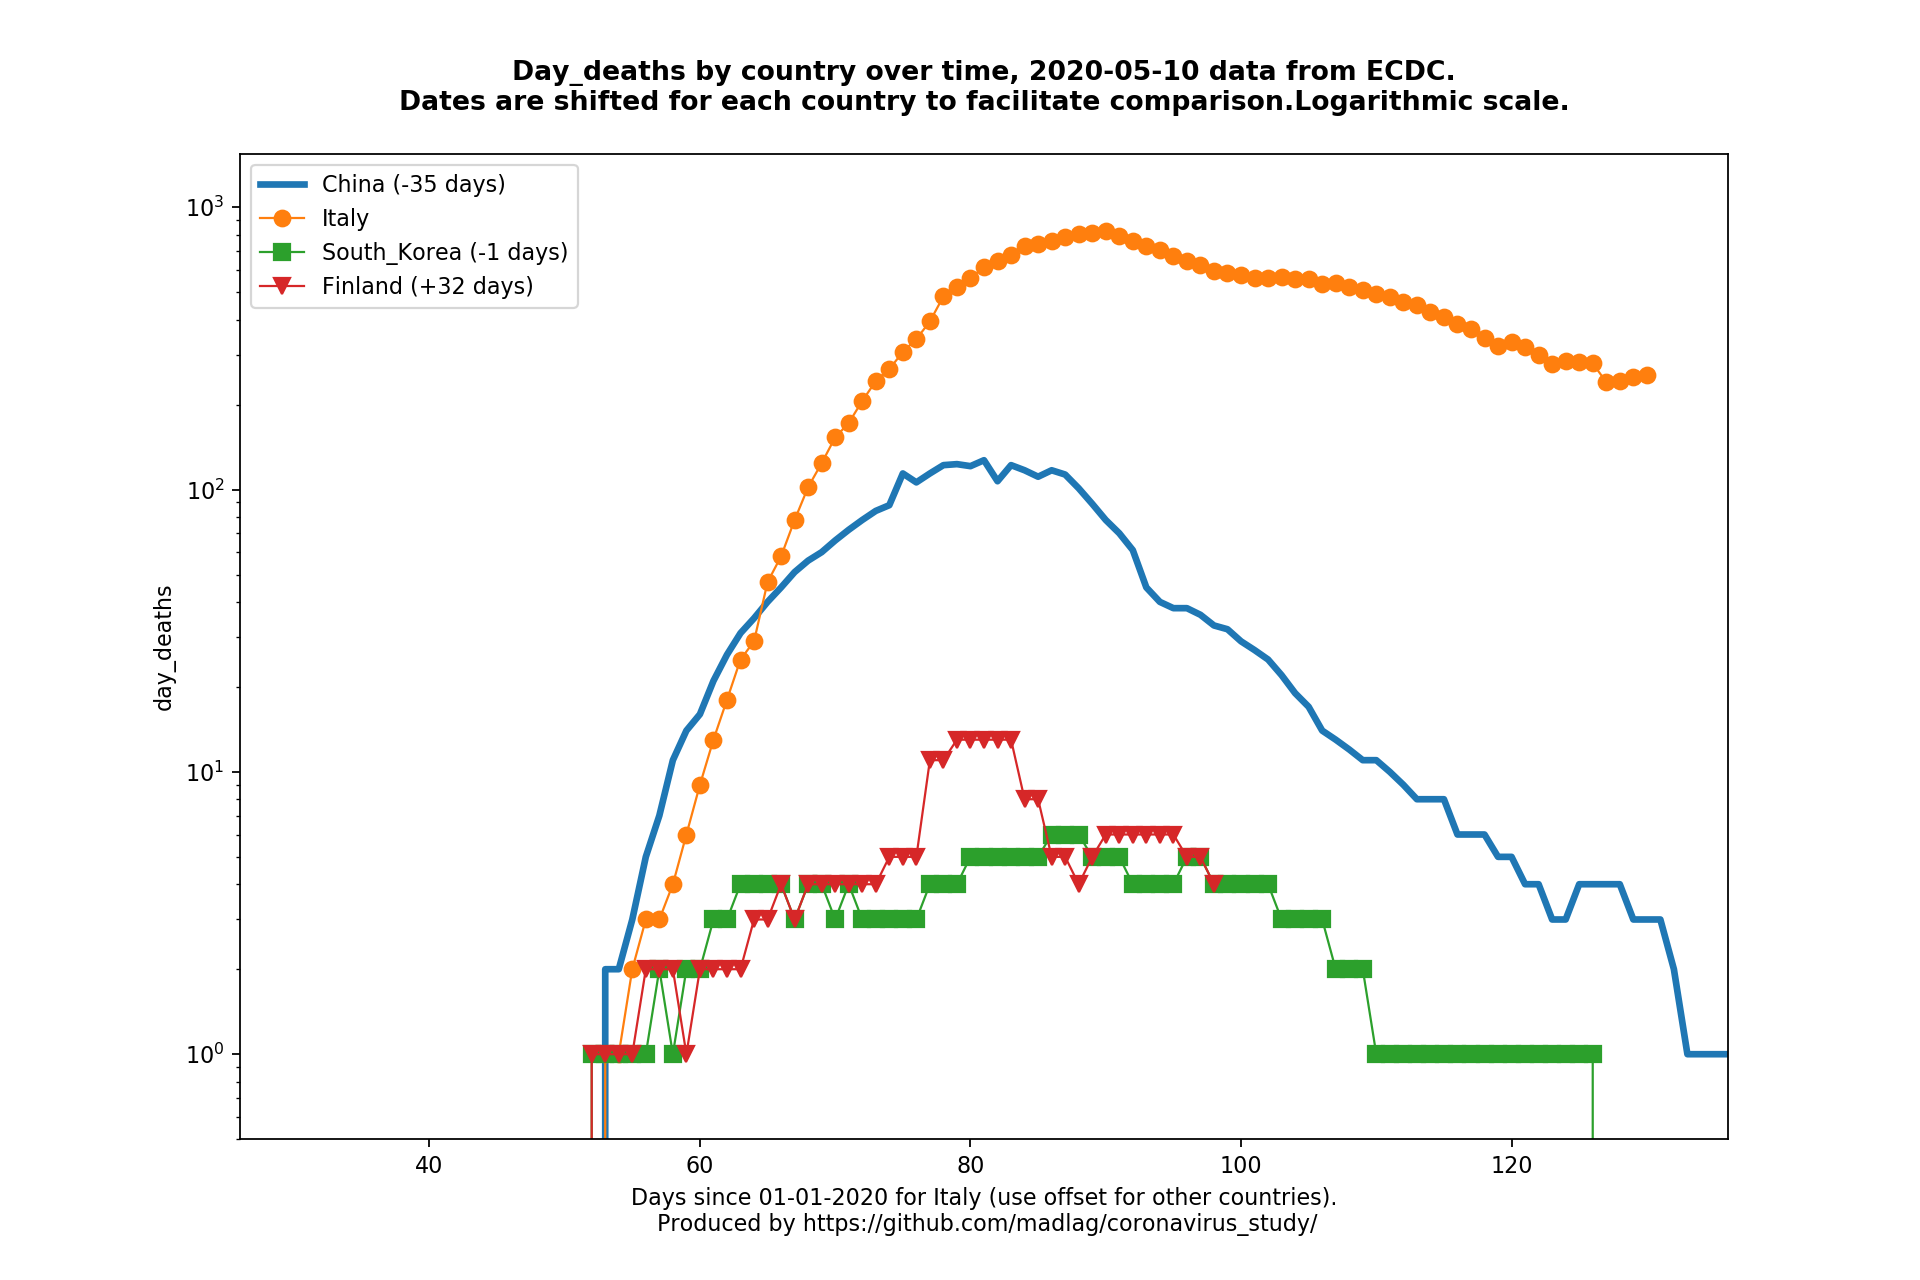 Day_deaths by country over time, 2020-05-10 data from ECDC.
Dates are shifted for each country to facilitate comparison.Logarithmic scale.
China (-35 days)
Italy
South_Korea (-1 days)
Finland (+32 days)
10³
10²
10¹
10⁰
day_deaths
40 60 80 100 120
Days since 01-01-2020 for Italy (use offset for other countries).
Produced by https://github.com/madlag/coronavirus_study/